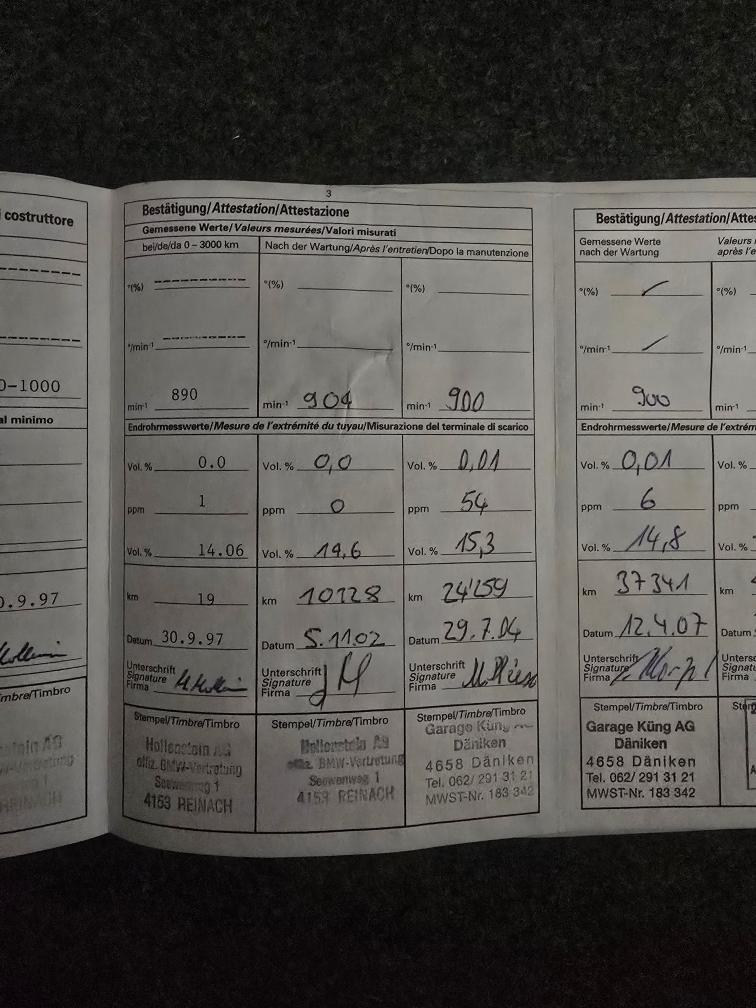 costruttore
0-1000
al minimo
0.9.97
Timbre/Timbro
3
Bestätigung/Attestation/Attestazione
Gemessene Werte/Valeurs mesurées/Valori misurati
bei/de/da 0 – 3000 km
Nach der Wartung/Après l'entretien/Dopo la manutenzione
°(%) °(%) °(%)
°/min-1 °/min-1 °/min-1
min-1 890 min-1 904 min-1 900
Endrohrmesswerte/Mesure de l'extrémité du tuyau/Misurazione del terminale di scarico
Vol. % 0.0 Vol. % 0,0 Vol. % 0,01
ppm 1 ppm 0 ppm 54
Vol. % 14.06 Vol. % 14,6 Vol. % 15,3
km 19 km 10128 km 24'259
Datum 30.9.97 Datum 5.11.02 Datum 29.7.04
Unterschrift Unterschrift Unterschrift
Signature Signature Signature
Firma Firma Firma
Stempel/Timbre/Timbro Stempel/Timbre/Timbro Stempel/Timbre/Timbro
Hollenstein AG
offiz. BMW-Vertretung
Seewenweg 1
4153 REINACH
Hollenstein AG
offiz. BMW-Vertretung
Seewenweg 1
4153 REINACH
Garage Küng
Däniken
4658 Däniken
Tel. 062/ 291 31 21
MWST-Nr. 183 342
Bestätigung/Attestation/Attes
Gemessene Werte
nach der Wartung
Valeurs
après l'e
°(%) °(%)
°/min-1 °/min-1
min-1 900 min-1
Endrohrmesswerte/Mesure de l'extrém
Vol. % 0,01 Vol. %
ppm 6 ppm
Vol. % 14,8 Vol. %
km 37341 km
Datum 12.4.07 Datum
Unterschrift
Signature
Firma
Stempel/Timbre/Timbro
Garage Küng AG
Däniken
4658 Däniken
Tel. 062/ 291 31 21
MWST-Nr. 183 342